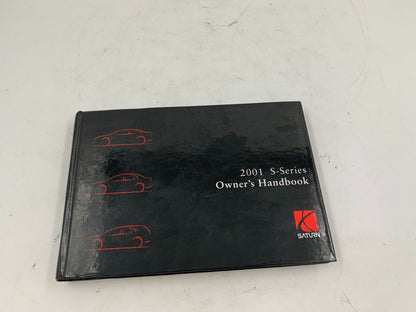 2001 S-Series
Owner's Handbook
SATURN